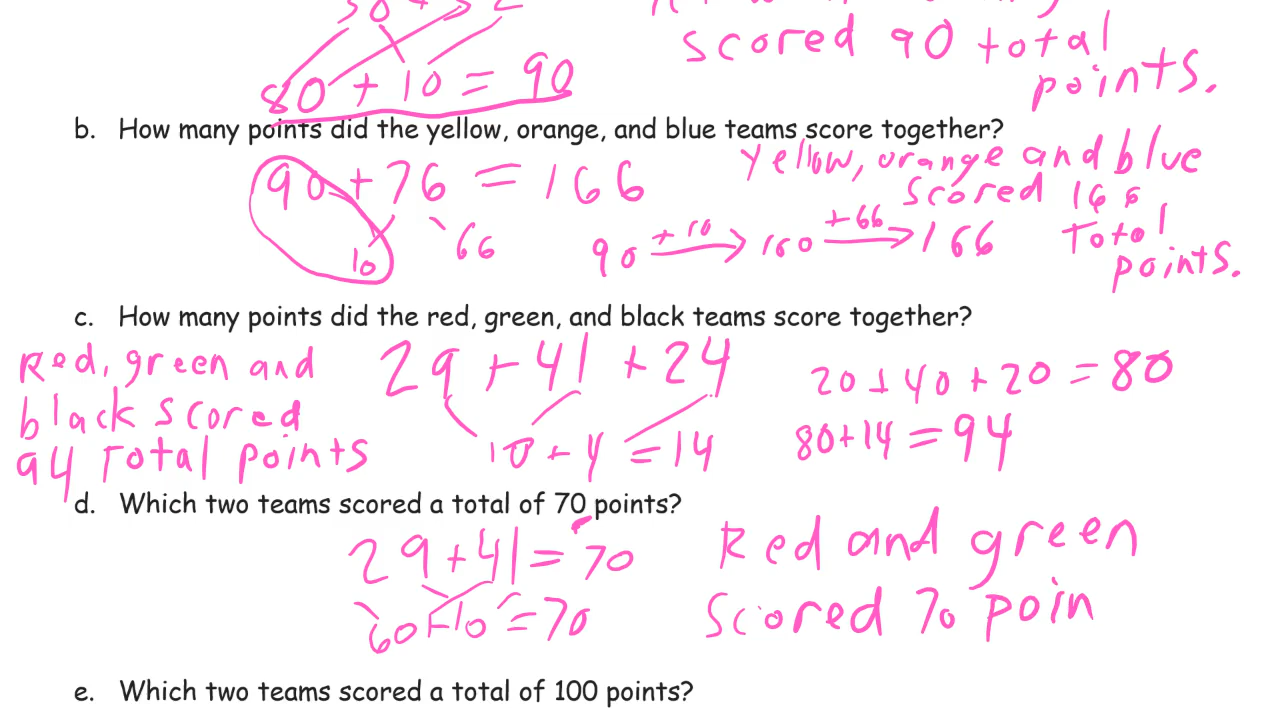 scored 90 total
points.
80 + 10 = 90
b. How many points did the yellow, orange, and blue teams score together?
90 + 76 = 166
10 66
90 +10 100 +66 166
Yellow, orange and blue
scored 166
Total
points.
c. How many points did the red, green, and black teams score together?
Red, green and
black scored
94 Total points
29 + 41 + 24
10 + 4 = 14
20 + 40 + 20 = 80
80 + 14 = 94
d. Which two teams scored a total of 70 points?
29 + 41 = 70
60 + 10 = 70
Red and green
scored 70 poin
e. Which two teams scored a total of 100 points?